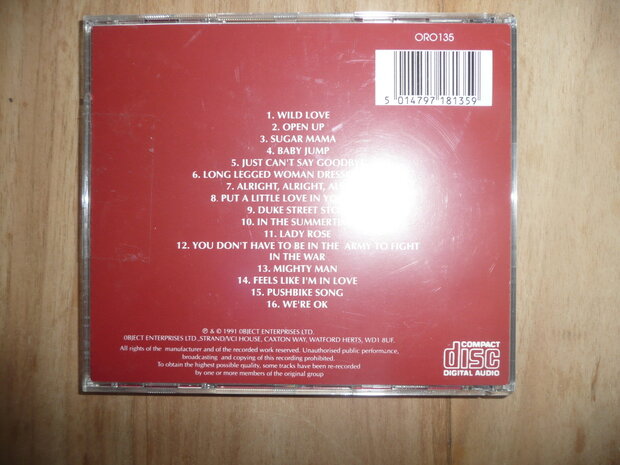 ORO135
5 014797 181359
1. WILD LOVE
2. OPEN UP
3. SUGAR MAMA
4. BABY JUMP
5. JUST CAN'T SAY GOODBYE
6. LONG LEGGED WOMAN
7. ALRIGHT, ALRIGHT,
8. PUT A LITTLE LOVE IN
9. DUKE STREET
10. IN THE
11. LADY ROSE
12. YOU DON'T HAVE TO BE IN THE ARMY TO FIGHT
IN THE WAR
13. MIGHTY MAN
14. FEELS LIKE I'M IN LOVE
15. PUSHBIKE SONG
16. WE'RE OK
℗ & © 1991 OBJECT ENTERPRISES LTD.
OBJECT ENTERPRISES LTD.,STRAND/VCI HOUSE, CAXTON WAY, WATFORD HERTS, WD1 8UF.
All rights of the manufacturer and of the recorded work reserved. Unauthorised public performance,
broadcasting and copying of this recording prohibited.
To obtain the highest possible quality, some tracks have been re-recorded
by one or more members of the original group
COMPACT
disc
DIGITAL AUDIO